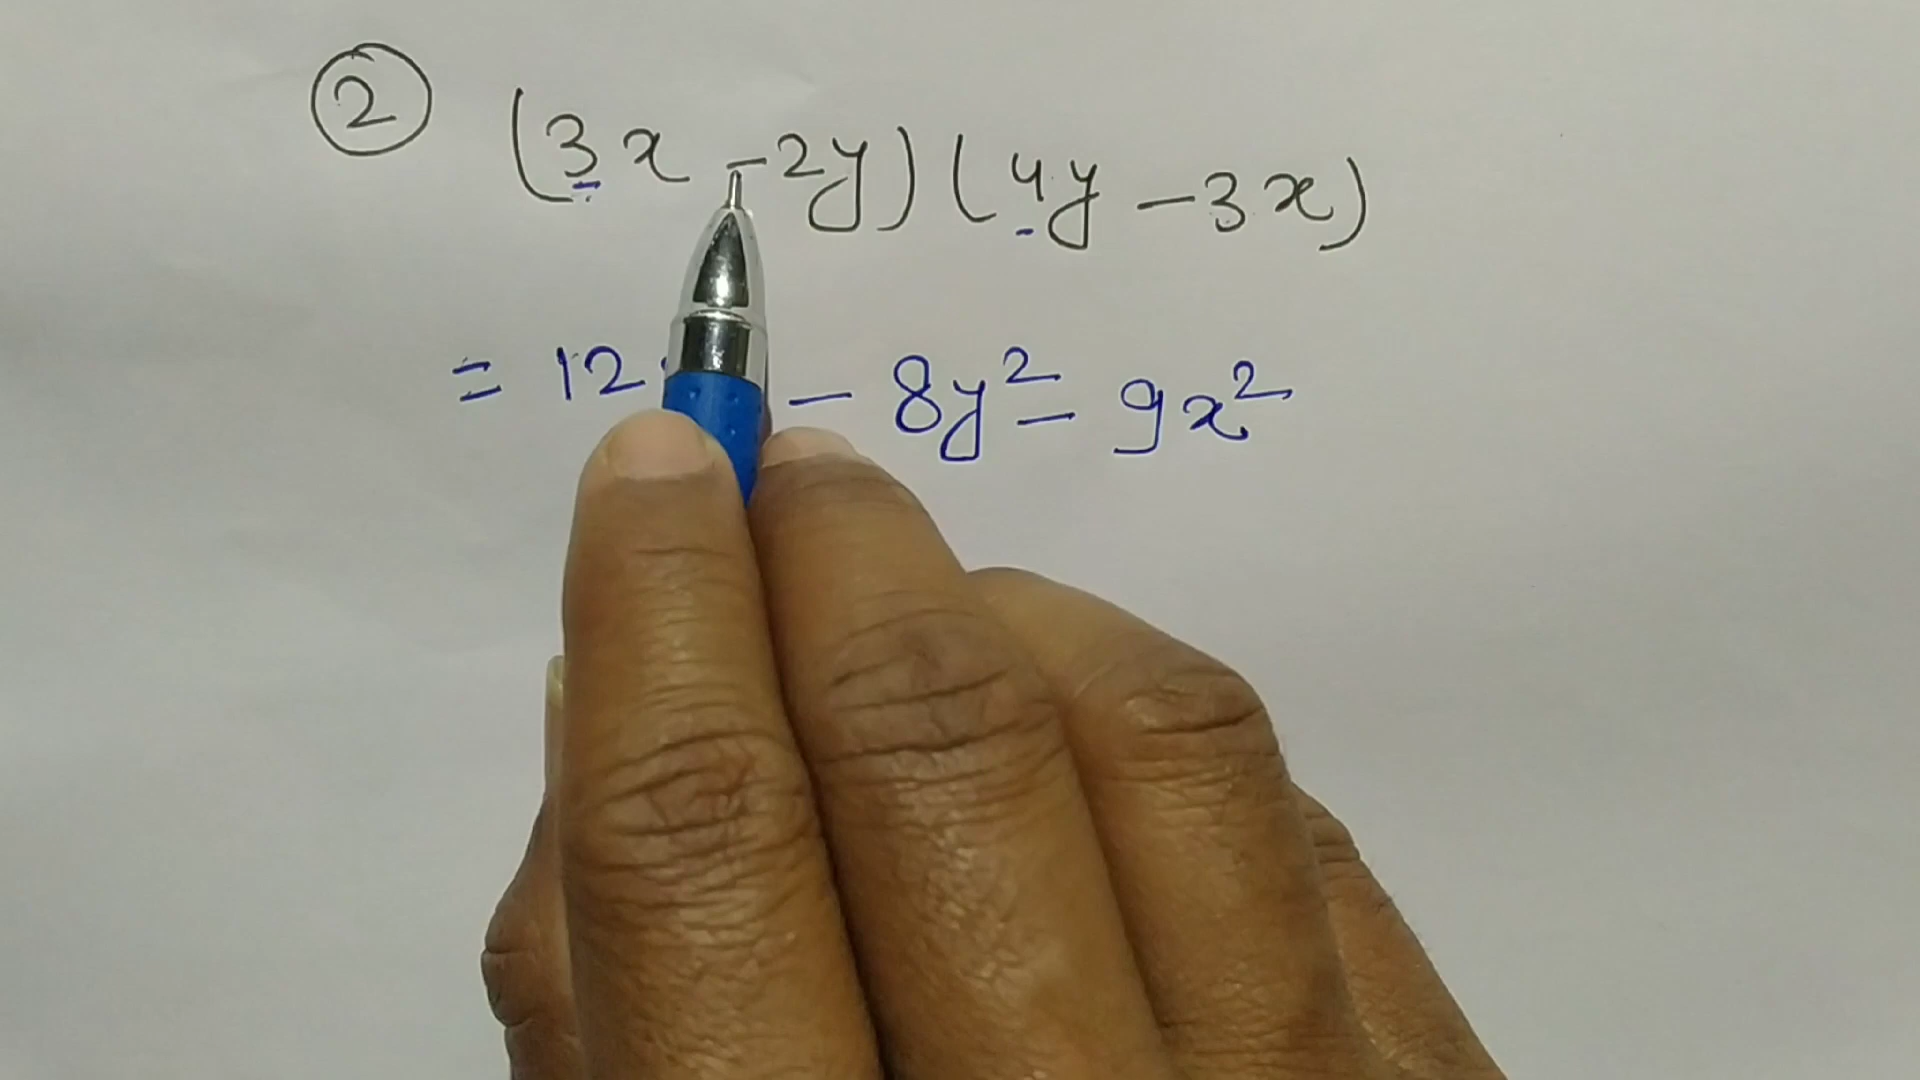 ② (3x - 2y) (4y - 3x)
= 12 - 8y² - 9x²